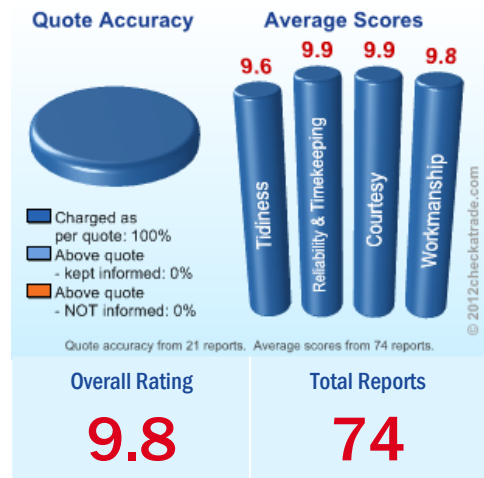 Quote Accuracy
Average Scores
9.6
9.9
9.9
9.8
Tidiness
Reliability & Timekeeping
Courtesy
Workmanship
Charged as
per quote: 100%
Above quote
- kept informed: 0%
Above quote
- NOT informed: 0%
© 2012checkatrade.com
Quote accuracy from 21 reports. Average scores from 74 reports.
Overall Rating
9.8
Total Reports
74